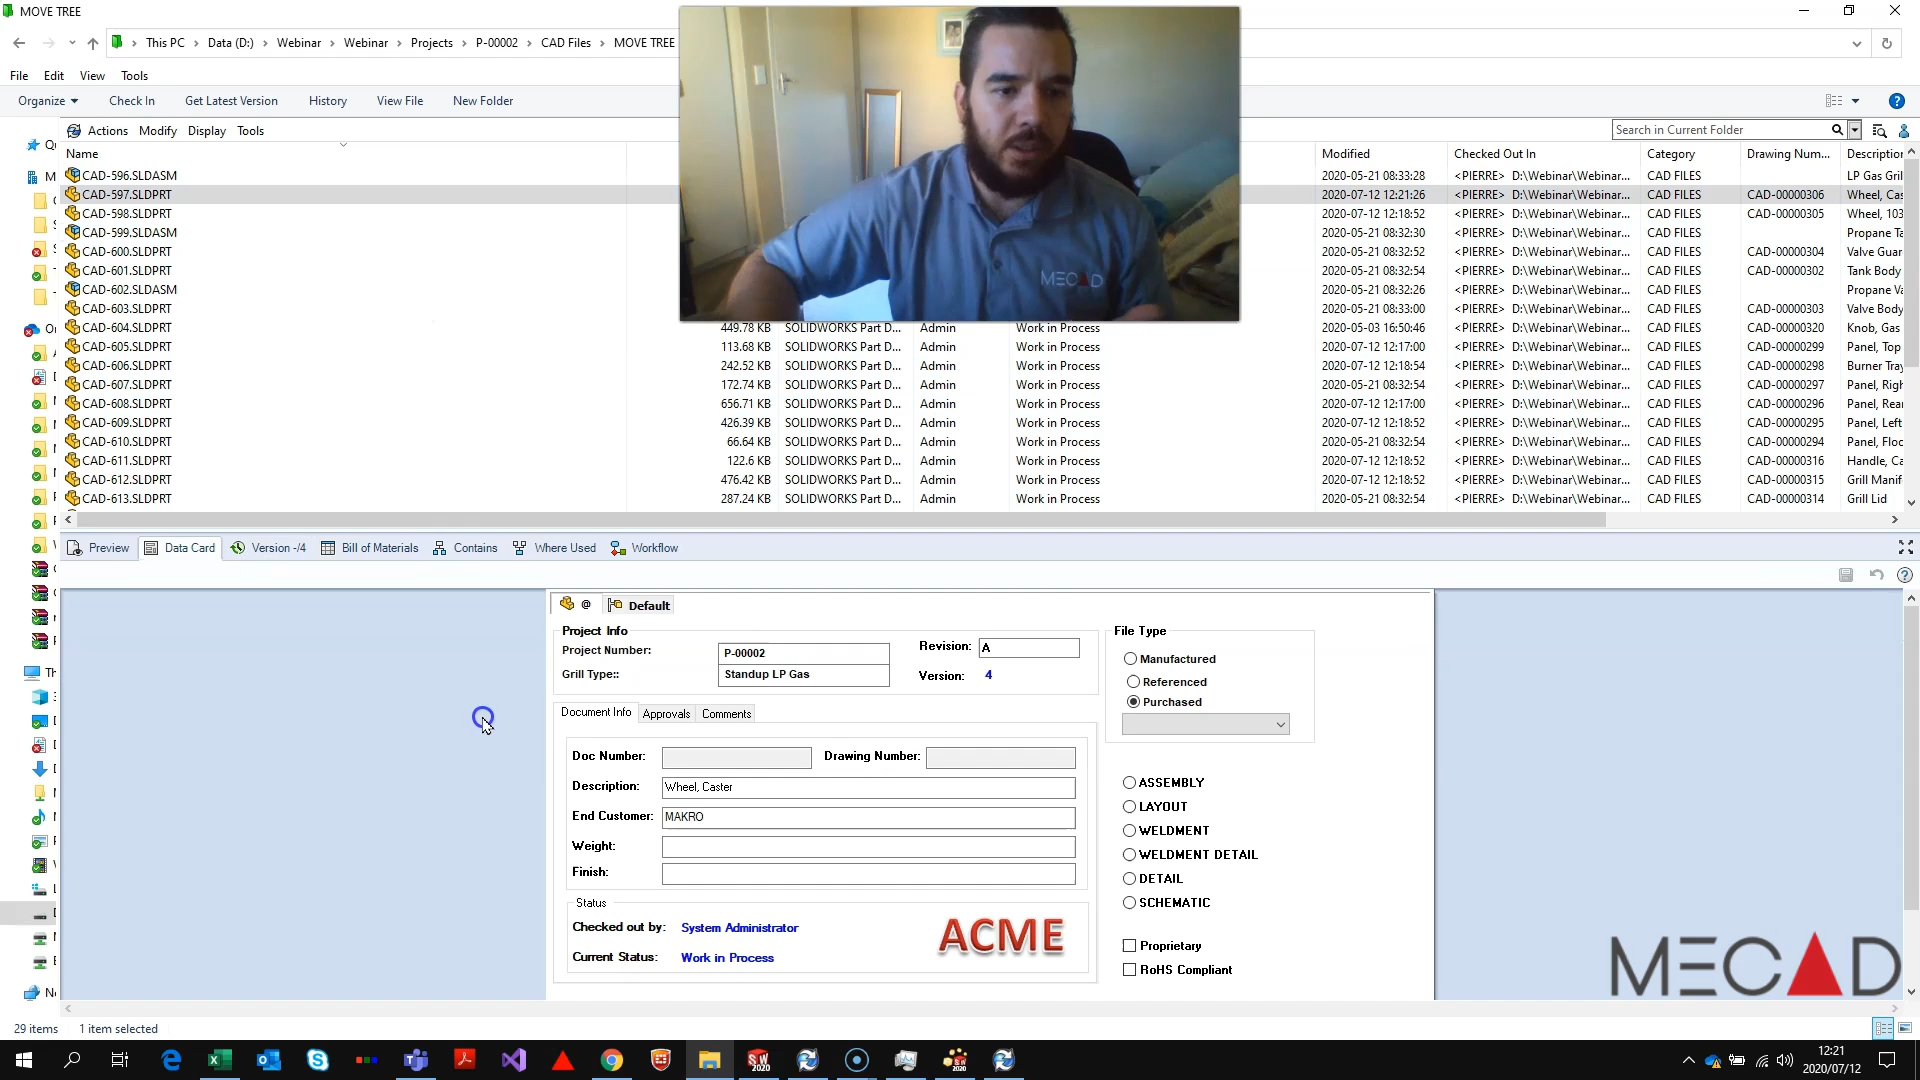 MOVE TREE
This PC > Data (D:) > Webinar > Webinar > Projects > P-00002 > CAD Files > MOVE TREE
File Edit View Tools
Organize Check In Get Latest Version History View File New Folder
Actions Modify Display Tools Search in Current Folder
Name Modified Checked Out In Category Drawing Num... Description
CAD-596.SLDASM 2020-05-21 08:33:28 <PIERRE> D:\Webinar\Webinar... CAD FILES LP Gas Gril
CAD-597.SLDPRT 2020-07-12 12:21:26 <PIERRE> D:\Webinar\Webinar... CAD FILES CAD-00000306 Wheel, Cas
CAD-598.SLDPRT 2020-07-12 12:18:52 <PIERRE> D:\Webinar\Webinar... CAD FILES CAD-00000305 Wheel, 103
CAD-599.SLDASM 2020-05-21 08:32:30 <PIERRE> D:\Webinar\Webinar... CAD FILES Propane Ta
CAD-600.SLDPRT 2020-05-21 08:32:52 <PIERRE> D:\Webinar\Webinar... CAD FILES CAD-00000304 Valve Guar
CAD-601.SLDPRT 2020-05-21 08:32:54 <PIERRE> D:\Webinar\Webinar... CAD FILES CAD-00000302 Tank Body
CAD-602.SLDASM 2020-05-21 08:32:26 <PIERRE> D:\Webinar\Webinar... CAD FILES Propane Va
CAD-603.SLDPRT 2020-05-21 08:33:00 <PIERRE> D:\Webinar\Webinar... CAD FILES CAD-00000303 Valve Body
CAD-604.SLDPRT 449.78 KB SOLIDWORKS Part D... Admin Work in Process 2020-05-03 16:50:46 <PIERRE> D:\Webinar\Webinar... CAD FILES CAD-00000320 Knob, Gas
CAD-605.SLDPRT 113.68 KB SOLIDWORKS Part D... Admin Work in Process 2020-07-12 12:17:00 <PIERRE> D:\Webinar\Webinar... CAD FILES CAD-00000299 Panel, Top
CAD-606.SLDPRT 242.52 KB SOLIDWORKS Part D... Admin Work in Process 2020-07-12 12:18:54 <PIERRE> D:\Webinar\Webinar... CAD FILES CAD-00000298 Burner Tray
CAD-607.SLDPRT 172.74 KB SOLIDWORKS Part D... Admin Work in Process 2020-05-21 08:32:54 <PIERRE> D:\Webinar\Webinar... CAD FILES CAD-00000297 Panel, Righ
CAD-608.SLDPRT 656.71 KB SOLIDWORKS Part D... Admin Work in Process 2020-07-12 12:17:00 <PIERRE> D:\Webinar\Webinar... CAD FILES CAD-00000296 Panel, Rea
CAD-609.SLDPRT 426.39 KB SOLIDWORKS Part D... Admin Work in Process 2020-07-12 12:18:52 <PIERRE> D:\Webinar\Webinar... CAD FILES CAD-00000295 Panel, Left
CAD-610.SLDPRT 66.64 KB SOLIDWORKS Part D... Admin Work in Process 2020-05-21 08:32:54 <PIERRE> D:\Webinar\Webinar... CAD FILES CAD-00000294 Panel, Floc
CAD-611.SLDPRT 122.6 KB SOLIDWORKS Part D... Admin Work in Process 2020-07-12 12:18:52 <PIERRE> D:\Webinar\Webinar... CAD FILES CAD-00000316 Handle, Ca
CAD-612.SLDPRT 476.42 KB SOLIDWORKS Part D... Admin Work in Process 2020-07-12 12:18:52 <PIERRE> D:\Webinar\Webinar... CAD FILES CAD-00000315 Grill Manif
CAD-613.SLDPRT 287.24 KB SOLIDWORKS Part D... Admin Work in Process 2020-05-21 08:32:54 <PIERRE> D:\Webinar\Webinar... CAD FILES CAD-00000314 Grill Lid
MECAD
Preview Data Card Version -/4 Bill of Materials Contains Where Used Workflow
@ Default
Project Info File Type
Project Number: P-00002 Revision: A Manufactured
Grill Type:: Standup LP Gas Version: 4 Referenced
Purchased
Document Info Approvals Comments
Doc Number: Drawing Number:
Description: Wheel, Caster ASSEMBLY
End Customer: MAKRO LAYOUT
Weight: WELDMENT
Finish: WELDMENT DETAIL
DETAIL
Status SCHEMATIC
Checked out by: System Administrator ACME Proprietary
Current Status: Work in Process RoHS Compliant
MECAD
29 items 1 item selected
12:21
2020/07/12